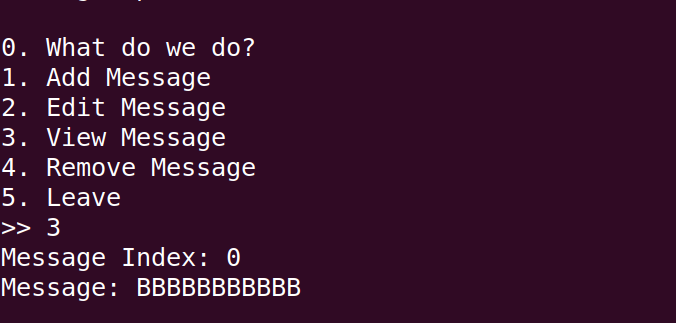 0. What do we do?
1. Add Message
2. Edit Message
3. View Message
4. Remove Message
5. Leave
>> 3
Message Index: 0
Message: BBBBBBBBBBB